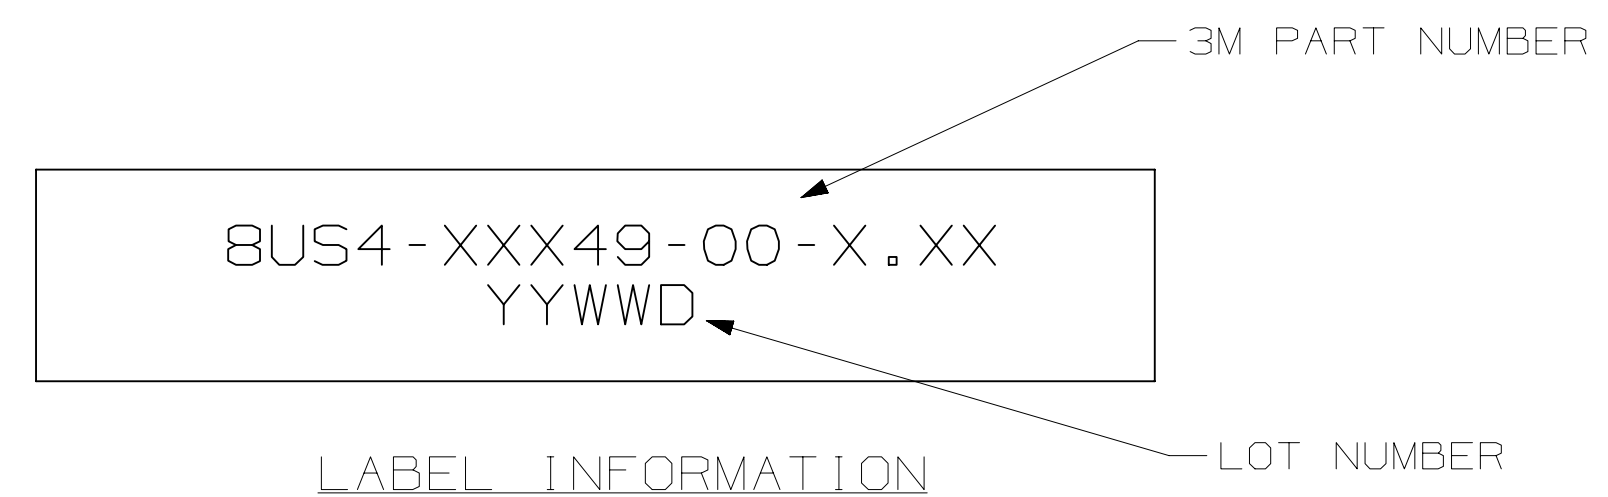 3M PART NUMBER
8US4-XXX49-00-X.XX
YYWWD
LOT NUMBER
LABEL INFORMATION